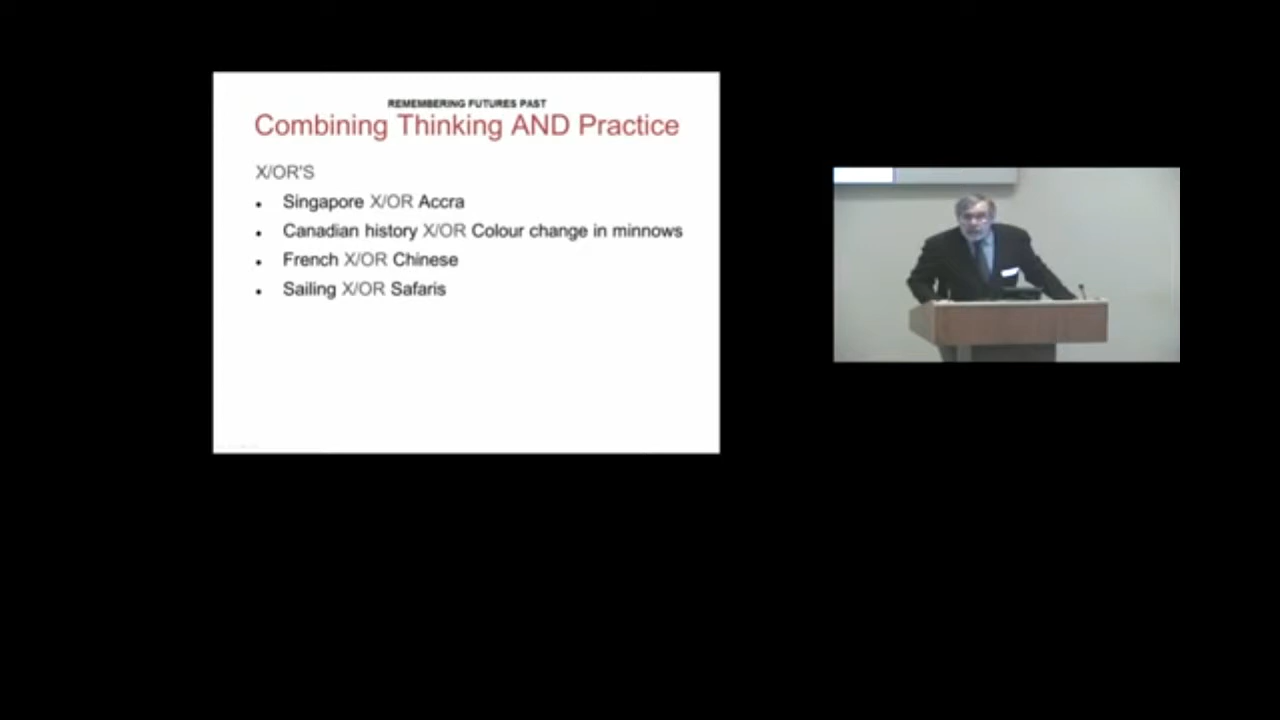 REMEMBERING FUTURES PAST
Combining Thinking AND Practice
X/OR'S
• Singapore X/OR Accra
• Canadian history X/OR Colour change in minnows
• French X/OR Chinese
• Sailing X/OR Safaris